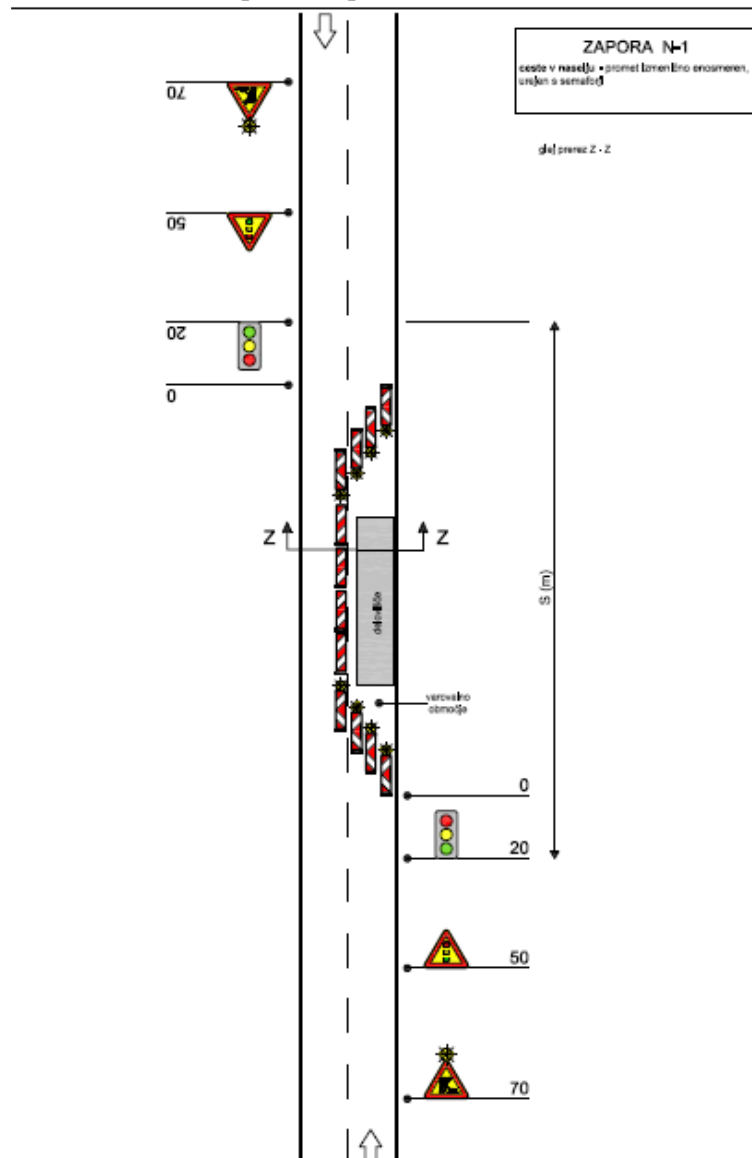 ZAPORA N-1
ceste v naselju - promet izmenično enosmeren,
urejen s semaforji
glej prerez Z - Z
70
50
20
0
Z
Z
delovišče
S (m)
varovalno
območje
0
20
50
70